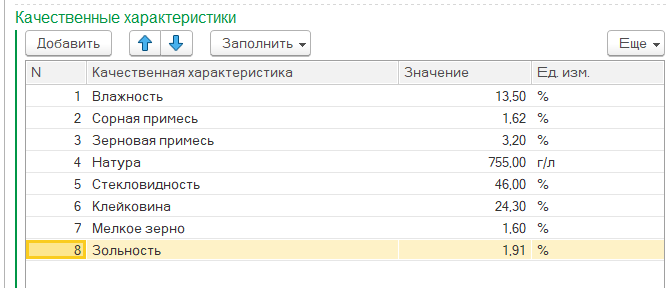 Качественные характеристики
Добавить Заполнить Еще
N Качественная характеристика Значение Ед. изм.
1 Влажность 13,50 %
2 Сорная примесь 1,62 %
3 Зерновая примесь 3,20 %
4 Натура 755,00 г/л
5 Стекловидность 46,00 %
6 Клейковина 24,30 %
7 Мелкое зерно 1,60 %
8 Зольность 1,91 %